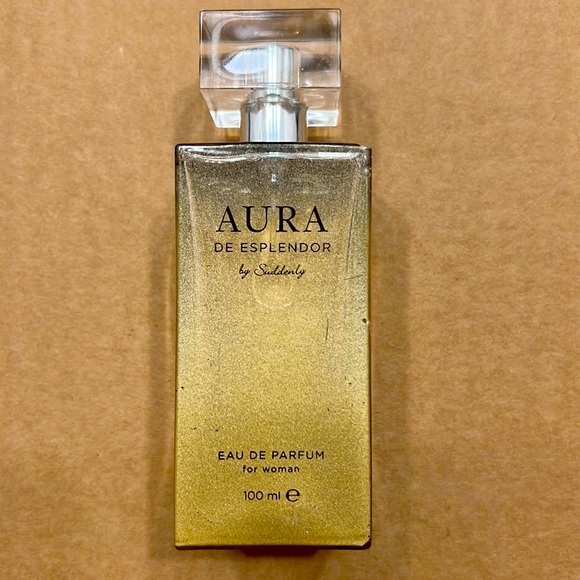 AURA
DE ESPLENDOR
by Suddenly
EAU DE PARFUM
for woman
100 ml ℮